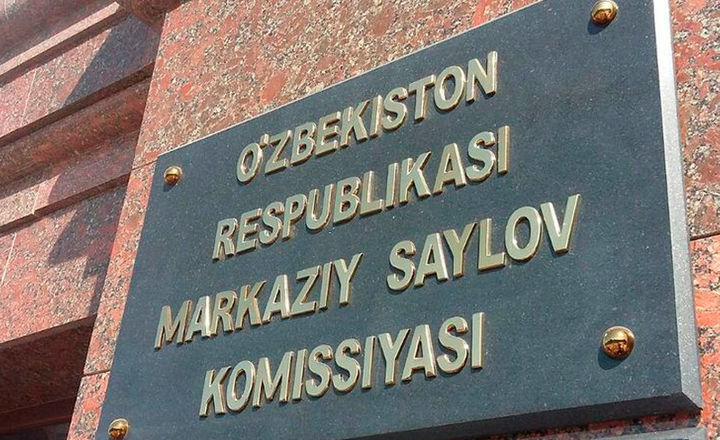 O'ZBEKISTON
RESPUBLIKASI
MARKAZIY SAYLOV
KOMISSIYASI